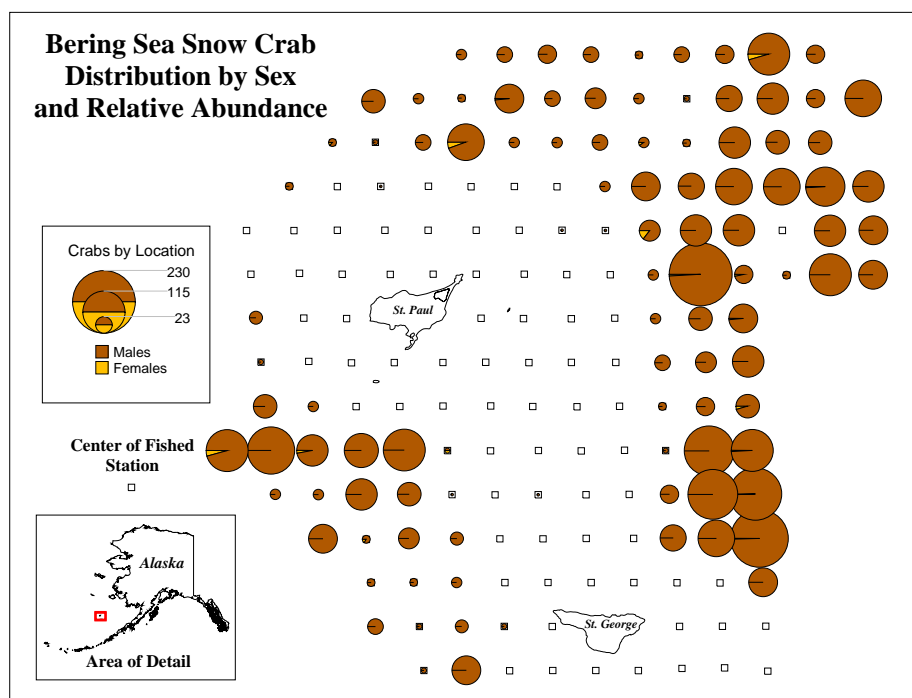 Bering Sea Snow Crab
Distribution by Sex
and Relative Abundance
Crabs by Location
230
115
23
Males
Females
St. Paul
Center of Fished
Station
Alaska
Area of Detail
St. George